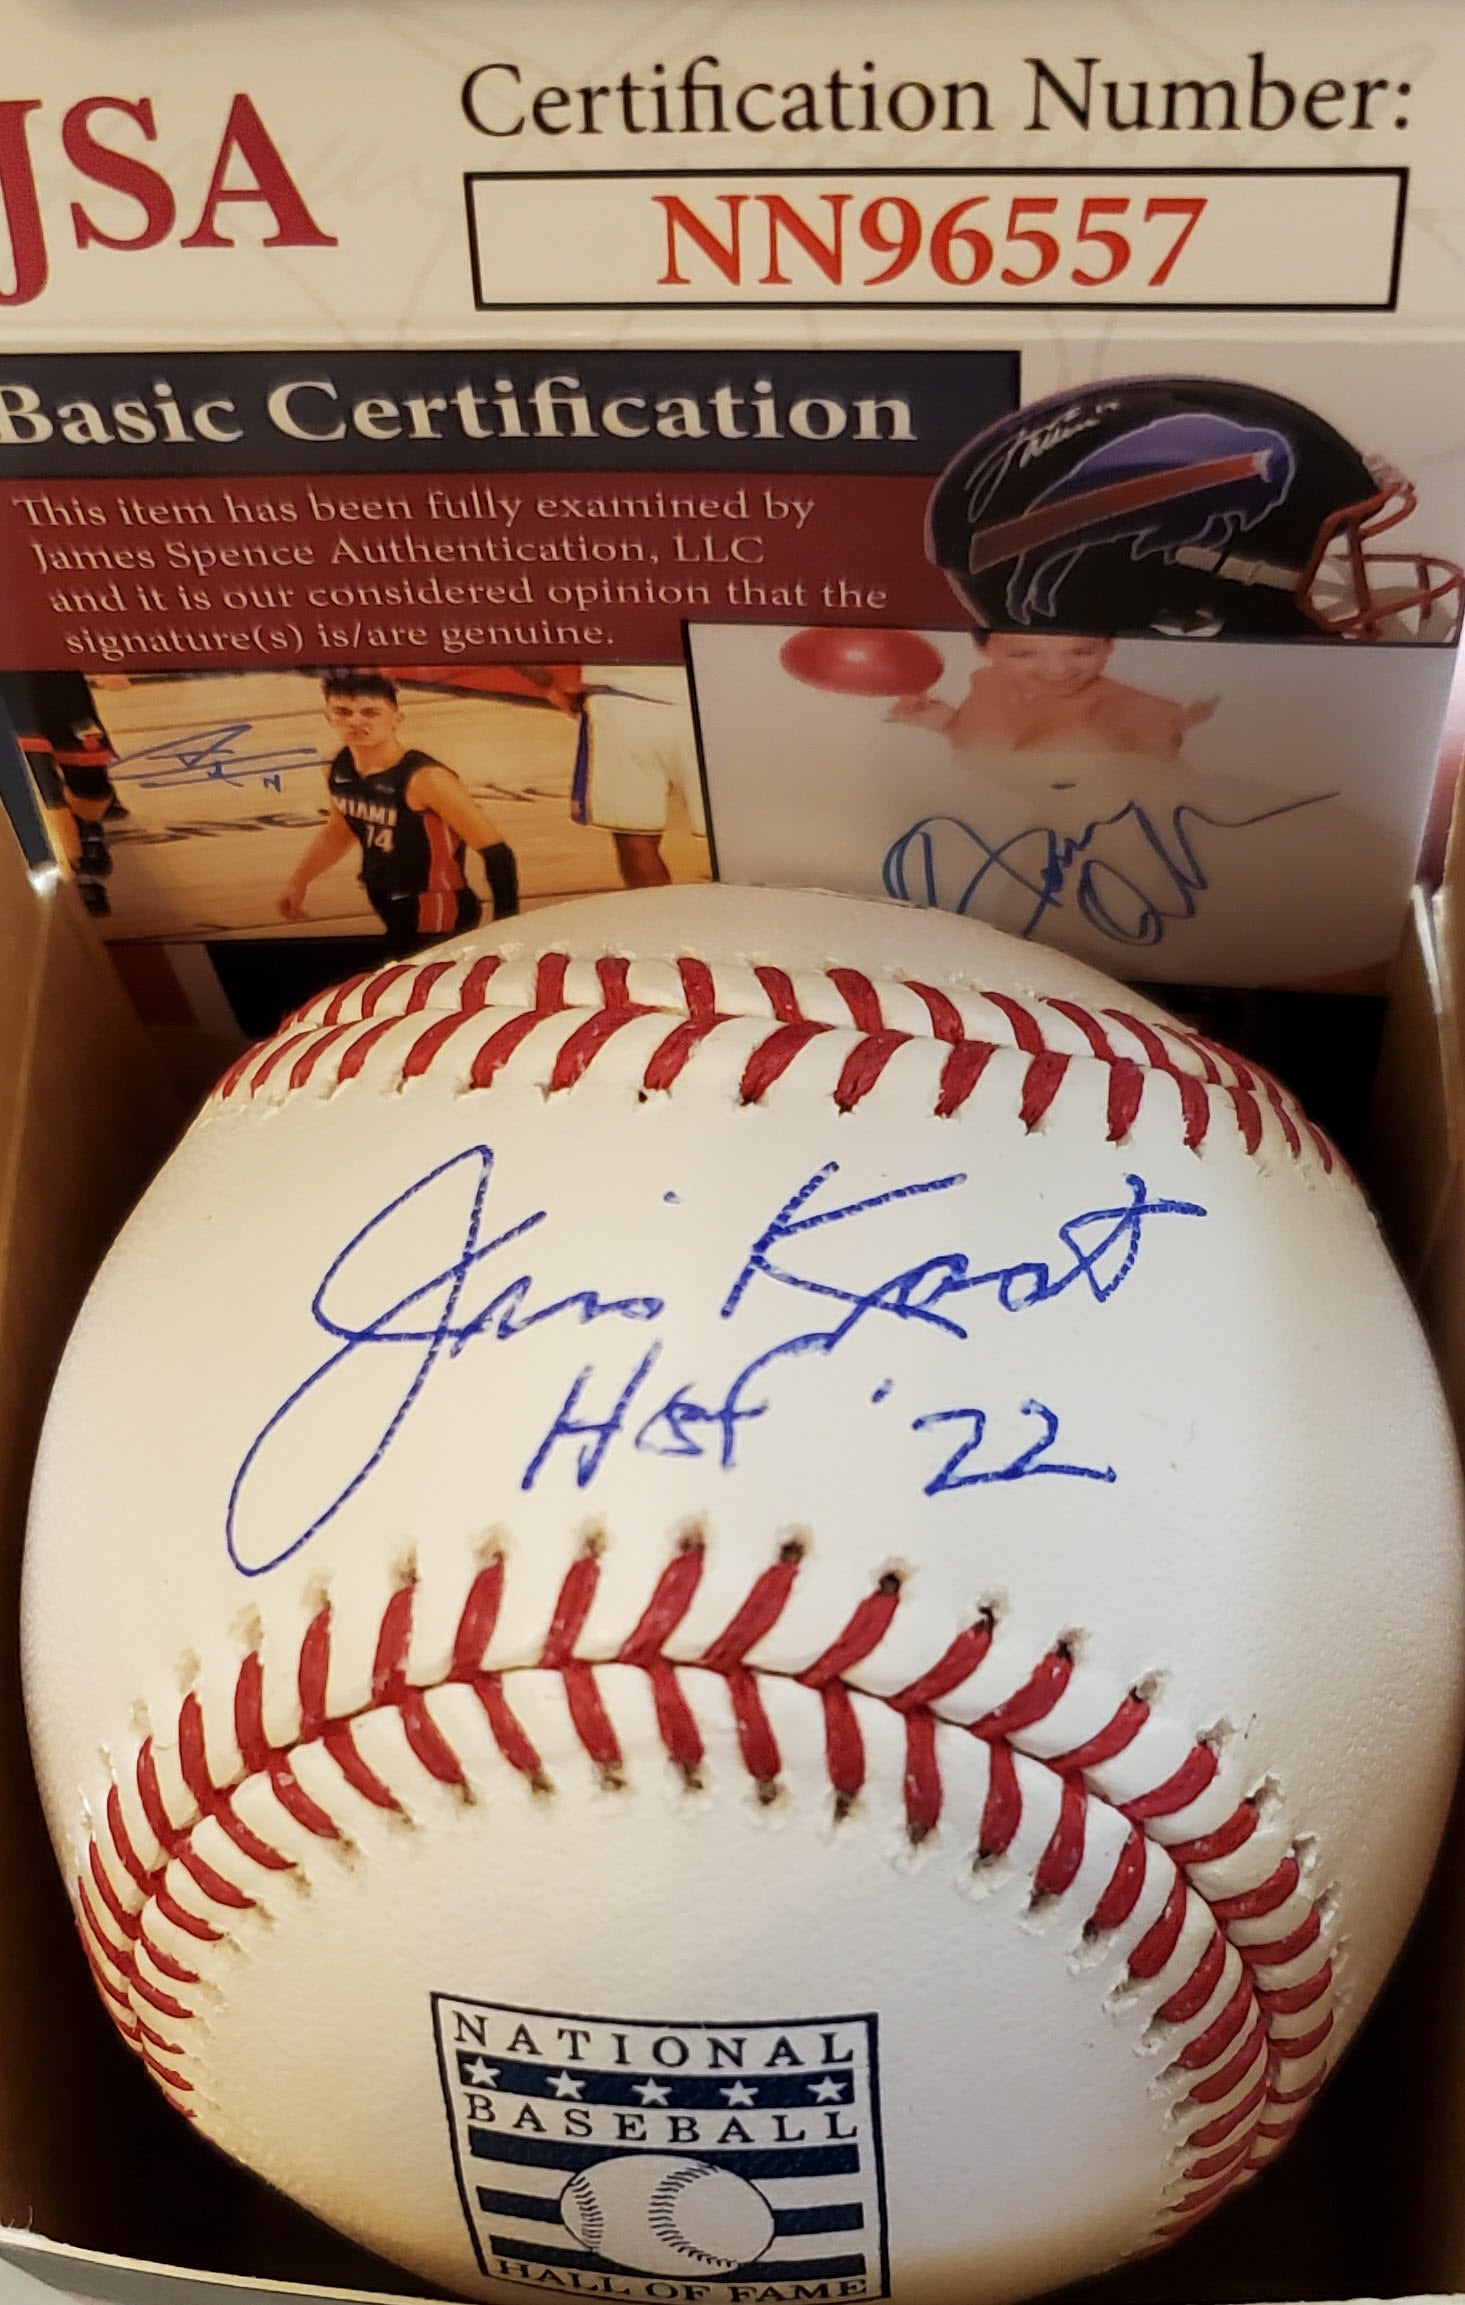 JSA
Certification Number:
NN96557
Basic Certification
This item has been fully examined by
James Spence Authentication, LLC
and it is our considered opinion that the
signature(s) is/are genuine.
MIAMI
14
Jim Kaat
HOF '22
NATIONAL
BASEBALL
HALL OF FAME